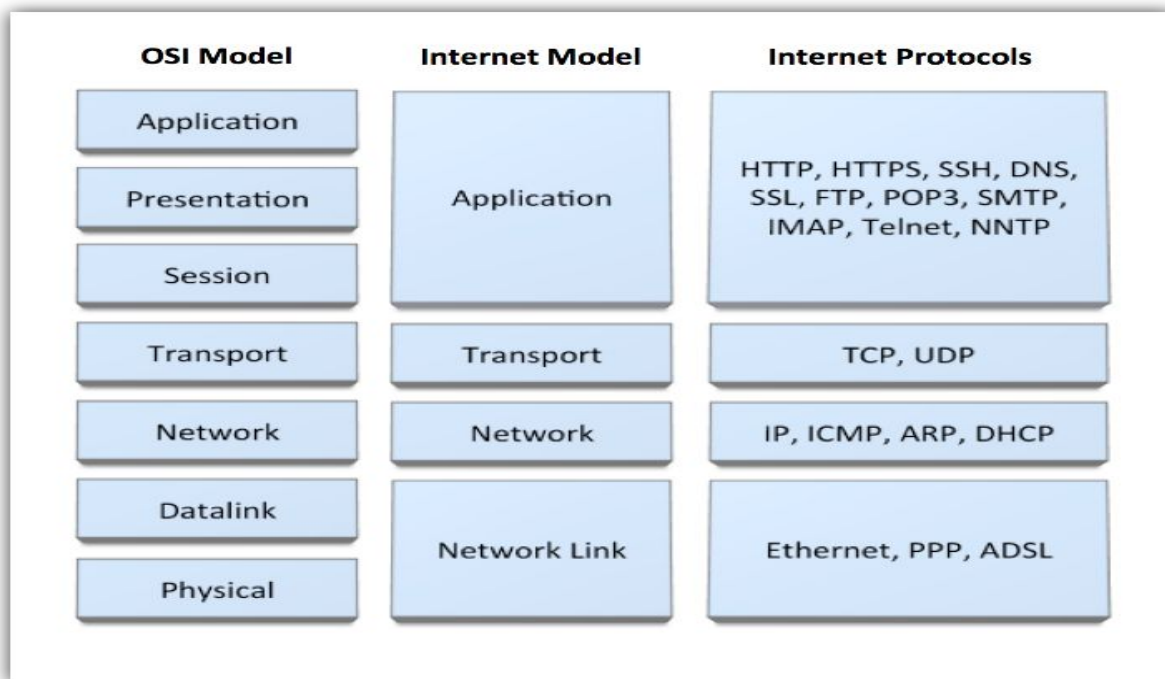 OSI Model
Internet Model
Internet Protocols
Application
Presentation
Session
Transport
Network
Datalink
Physical
Application
Transport
Network
Network Link
HTTP, HTTPS, SSH, DNS,
SSL, FTP, POP3, SMTP,
IMAP, Telnet, NNTP
TCP, UDP
IP, ICMP, ARP, DHCP
Ethernet, PPP, ADSL